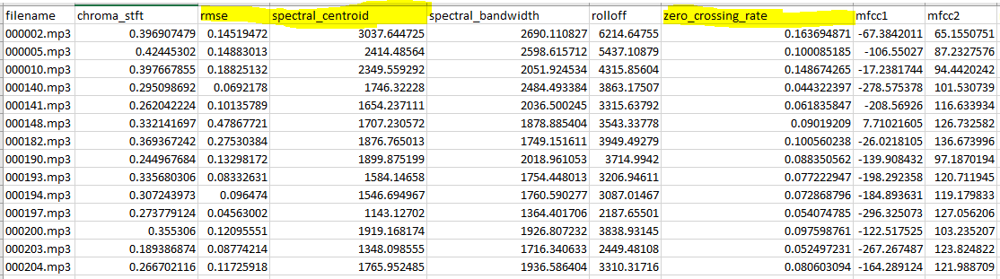 filename chroma_stft rmse spectral_centroid spectral_bandwidth rolloff zero_crossing_rate mfcc1 mfcc2
000002.mp3 0.396907479 0.14519472 3037.644725 2690.110827 6214.64755 0.163694871 -67.3842011 65.1550751
000005.mp3 0.42445302 0.14883013 2414.48564 2598.615712 5437.10879 0.100085185 -106.55027 87.2327576
000010.mp3 0.397667855 0.18825132 2349.559292 2051.924534 4315.85604 0.148674265 -17.2381744 94.4420242
000140.mp3 0.295098692 0.0692178 1746.32228 2484.493384 3863.17507 0.044322397 -278.575378 101.530739
000141.mp3 0.262042224 0.10135789 1654.237111 2036.500245 3315.63792 0.061835847 -208.56926 116.633934
000148.mp3 0.332141697 0.47867721 1707.230572 1878.885404 3543.33778 0.09019209 7.71021605 126.732582
000182.mp3 0.369367242 0.27530384 1876.765013 1749.151611 3949.49279 0.100560238 -26.0218105 136.673996
000190.mp3 0.244967684 0.13298172 1899.875199 2018.961053 3714.9942 0.088350562 -139.908432 97.1870194
000193.mp3 0.335680306 0.08332631 1584.14658 1754.448013 3206.94611 0.077222947 -198.292358 120.711945
000194.mp3 0.307243973 0.096474 1546.694967 1760.590277 3087.01467 0.072868796 -184.893631 119.179833
000197.mp3 0.273779124 0.04563002 1143.12702 1364.401706 2187.65501 0.054074785 -296.325073 127.056206
000200.mp3 0.355306 0.12095551 1919.168174 1926.807232 3838.93145 0.097598761 -122.517525 103.235207
000203.mp3 0.189386874 0.08774214 1348.098555 1716.340633 2449.48108 0.052497231 -267.267487 123.824822
000204.mp3 0.266702116 0.11725918 1765.952485 1936.586404 3310.31716 0.080603094 -164.289124 121.988709